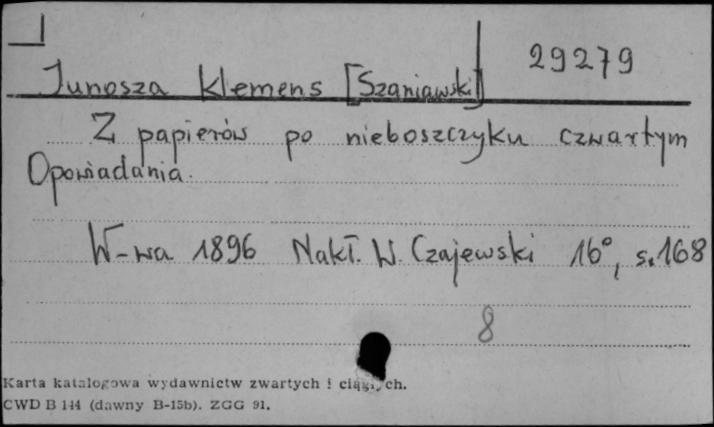 29279
Junosza Klemens [Szaniawski]
Z papierów po nieboszczyku czwartym
Opowiadania.
W-wa 1896 Nakł. W. Czajewski 16°, s. 168
8
Karta katalogowa wydawnictw zwartych i ciągłych.
CWD B 144 (dawny B-15b). ZGG 91.